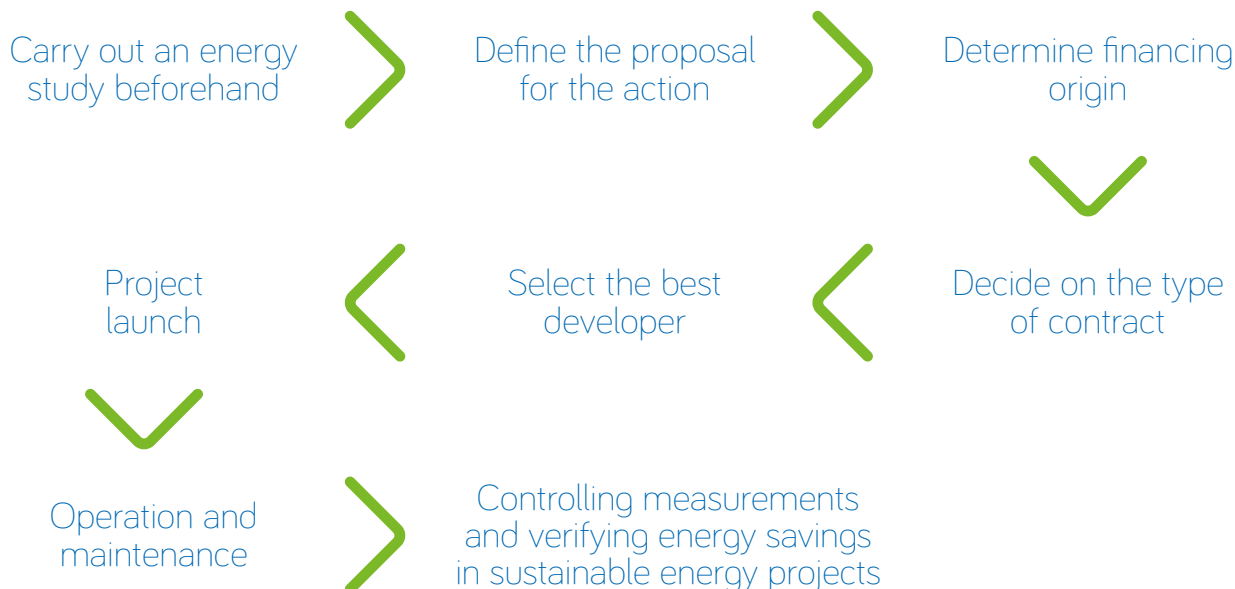 Carry out an energy
study beforehand
Define the proposal
for the action
Determine financing
origin
Decide on the type
of contract
Select the best
developer
Project
launch
Operation and
maintenance
Controlling measurements
and verifying energy savings
in sustainable energy projects